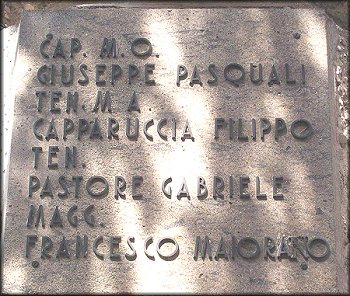 CAP. M. O.
GIUSEPPE PASQUALI
TEN. M A.
CAPPARUCCIA FILIPPO
TEN.
PASTORE GABRIELE
MAGG.
FRANCESCO MAIORANO